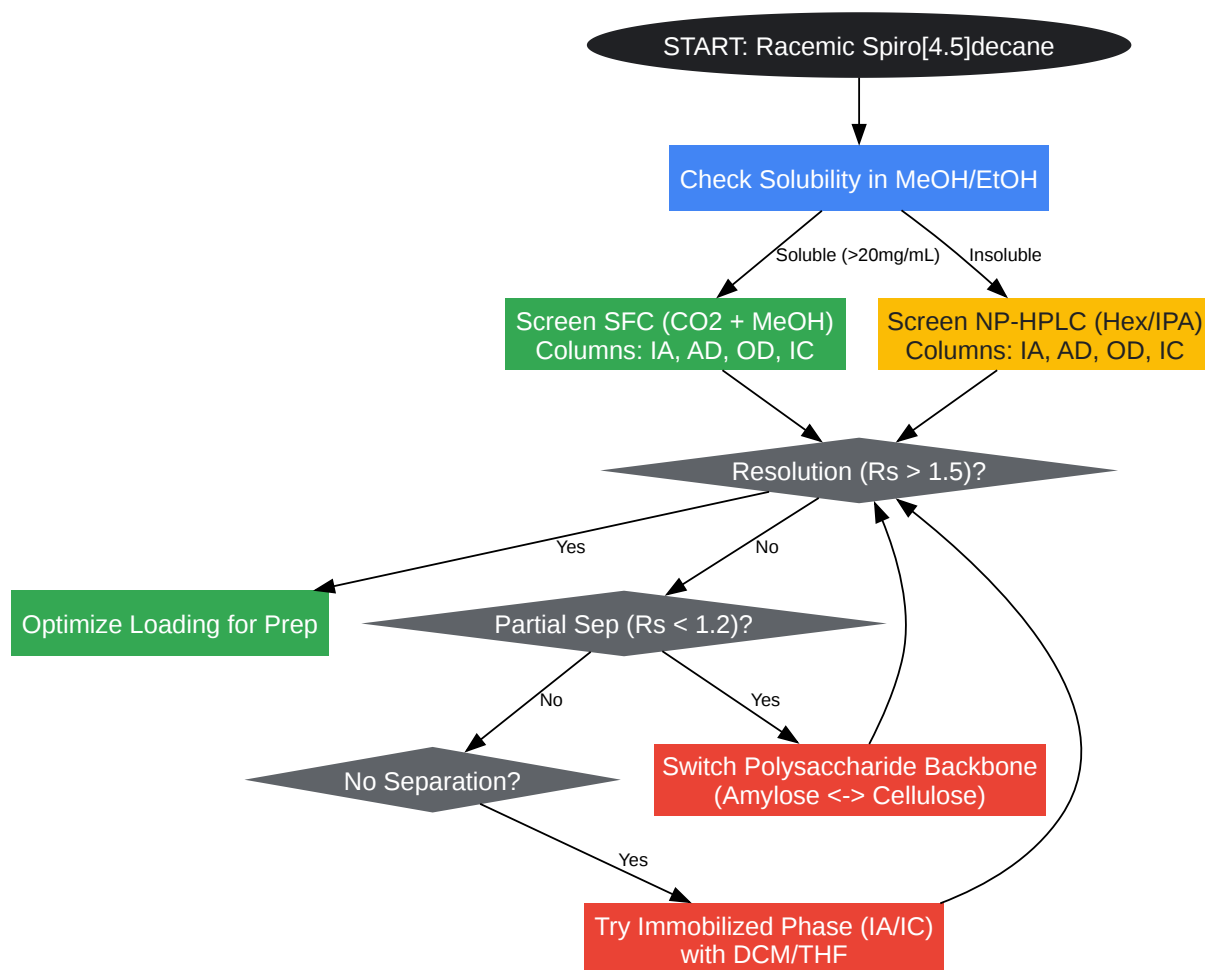 START: Racemic Spiro[4.5]decane
Check Solubility in MeOH/EtOH
Soluble (>20mg/mL)
Insoluble
Screen SFC (CO2 + MeOH)
Columns: IA, AD, OD, IC
Screen NP-HPLC (Hex/IPA)
Columns: IA, AD, OD, IC
Resolution (Rs > 1.5)?
Yes
No
Optimize Loading for Prep
Partial Sep (Rs < 1.2)?
No
Yes
No Separation?
Switch Polysaccharide Backbone
(Amylose <-> Cellulose)
Yes
Try Immobilized Phase (IA/IC)
with DCM/THF